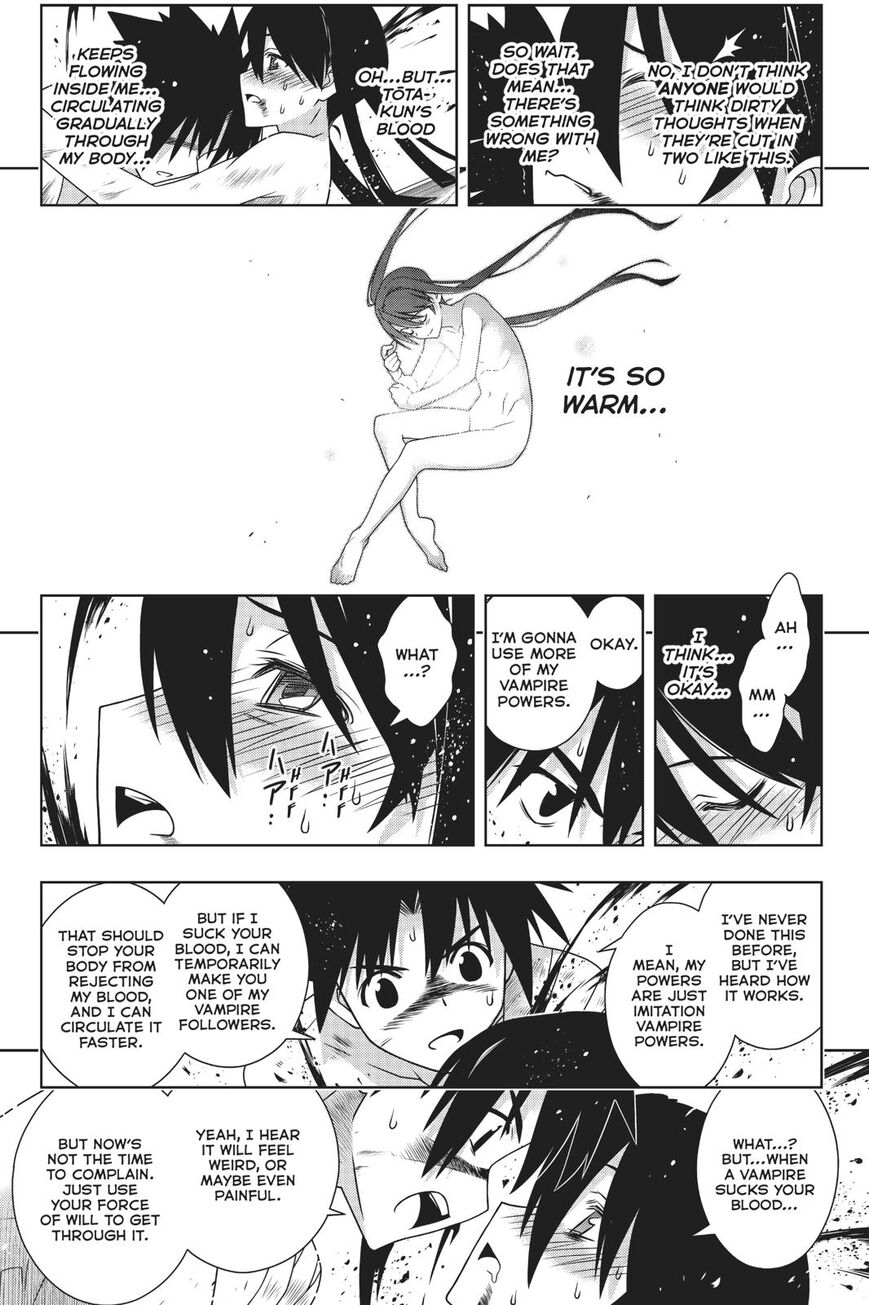 NO, I DON'T THINK
ANYONE WOULD
THINK DIRTY
THOUGHTS WHEN
THEY'RE CUT IN
TWO LIKE THIS.
SO WAIT.
DOES THAT
MEAN...
THERE'S
SOMETHING
WRONG WITH
ME?
OH...BUT...
TŌTA-
KUN'S
BLOOD
KEEPS
FLOWING
INSIDE ME...
CIRCULATING
GRADUALLY
THROUGH
MY BODY...
IT'S SO
WARM...
AH
...
MM
...
I
THINK...
IT'S
OKAY...
OKAY.
I'M GONNA
USE MORE
OF MY
VAMPIRE
POWERS.
WHAT
...?
ハァ
ハァ
I'VE NEVER
DONE THIS
BEFORE,
BUT I'VE
HEARD HOW
IT WORKS.
I
MEAN, MY
POWERS
ARE JUST
IMITATION
VAMPIRE
POWERS.
BUT IF I
SUCK YOUR
BLOOD, I CAN
TEMPORARILY
MAKE YOU
ONE OF MY
VAMPIRE
FOLLOWERS.
THAT SHOULD
STOP YOUR
BODY FROM
REJECTING
MY BLOOD,
AND I CAN
CIRCULATE IT
FASTER.
WHAT...?
BUT...WHEN
A VAMPIRE
SUCKS YOUR
BLOOD...
YEAH, I HEAR
IT WILL FEEL
WEIRD, OR
MAYBE EVEN
PAINFUL.
BUT NOW'S
NOT THE TIME
TO COMPLAIN.
JUST USE
YOUR FORCE
OF WILL TO GET
THROUGH IT.